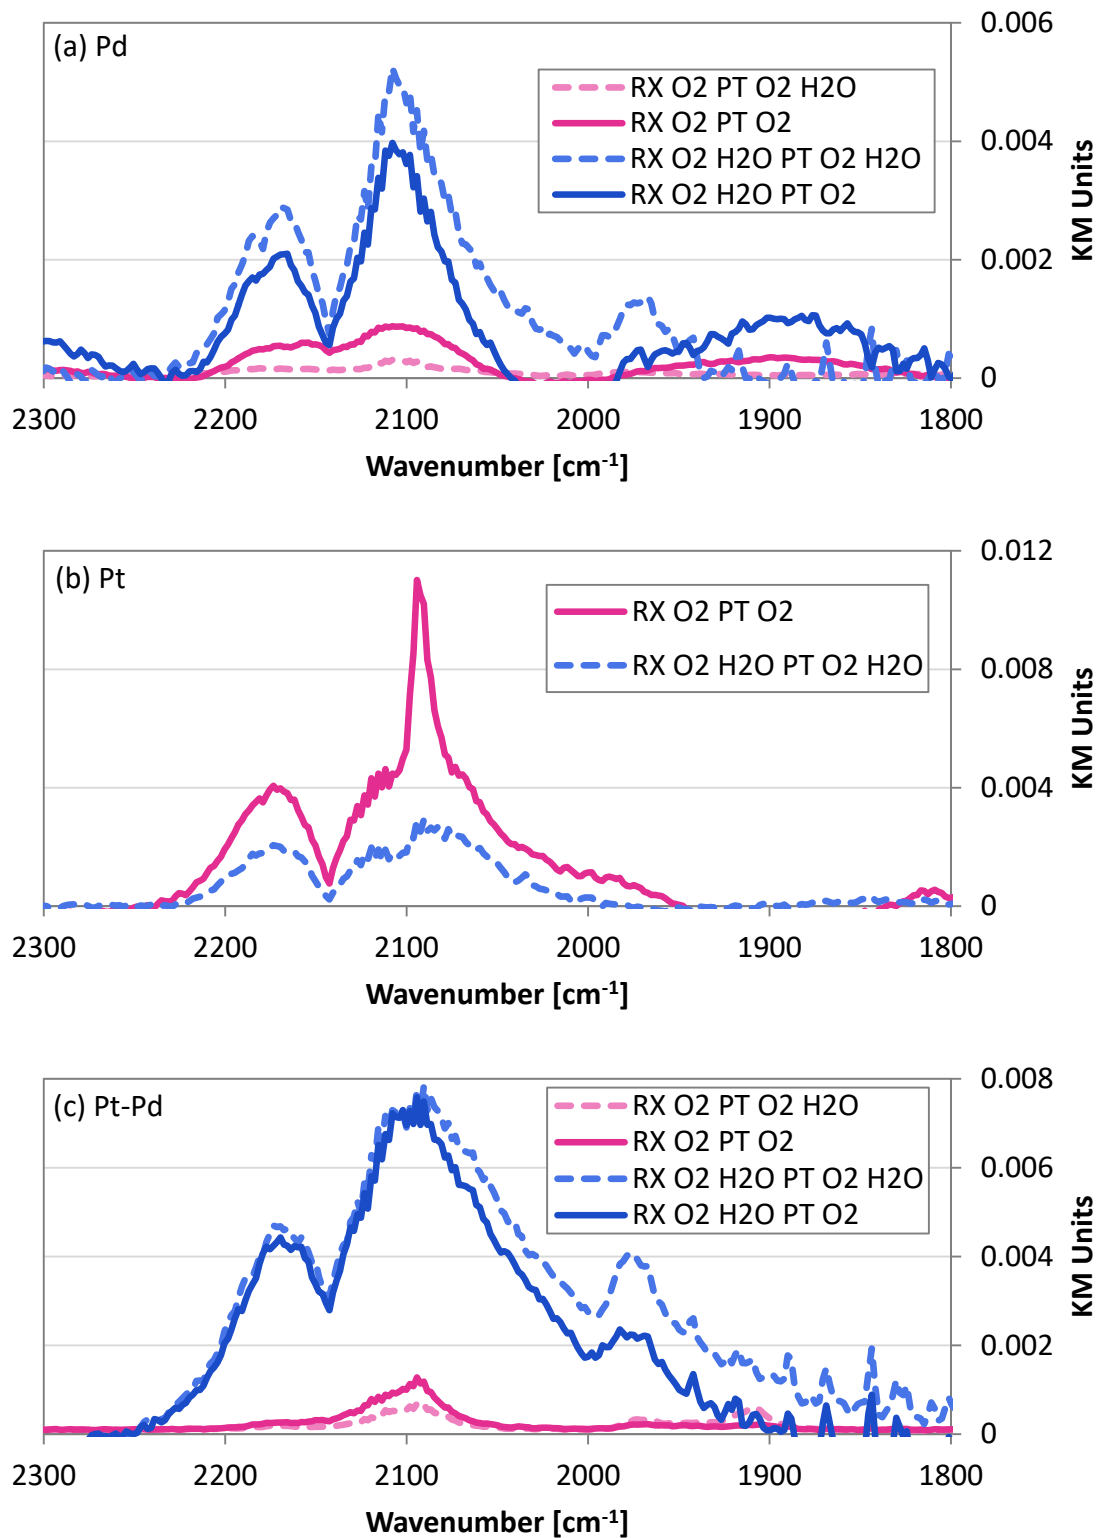 (a) Pd
RX O2 PT O2 H2O
RX O2 PT O2
RX O2 H2O PT O2 H2O
RX O2 H2O PT O2
0.006
0.004
0.002
0
KM Units
2300 2200 2100 2000 1900 1800
Wavenumber [cm-1]
(b) Pt
RX O2 PT O2
RX O2 H2O PT O2 H2O
0.012
0.008
0.004
0
KM Units
2300 2200 2100 2000 1900 1800
Wavenumber [cm-1]
(c) Pt-Pd
RX O2 PT O2 H2O
RX O2 PT O2
RX O2 H2O PT O2 H2O
RX O2 H2O PT O2
0.008
0.006
0.004
0.002
0
KM Units
2300 2200 2100 2000 1900 1800
Wavenumber [cm-1]